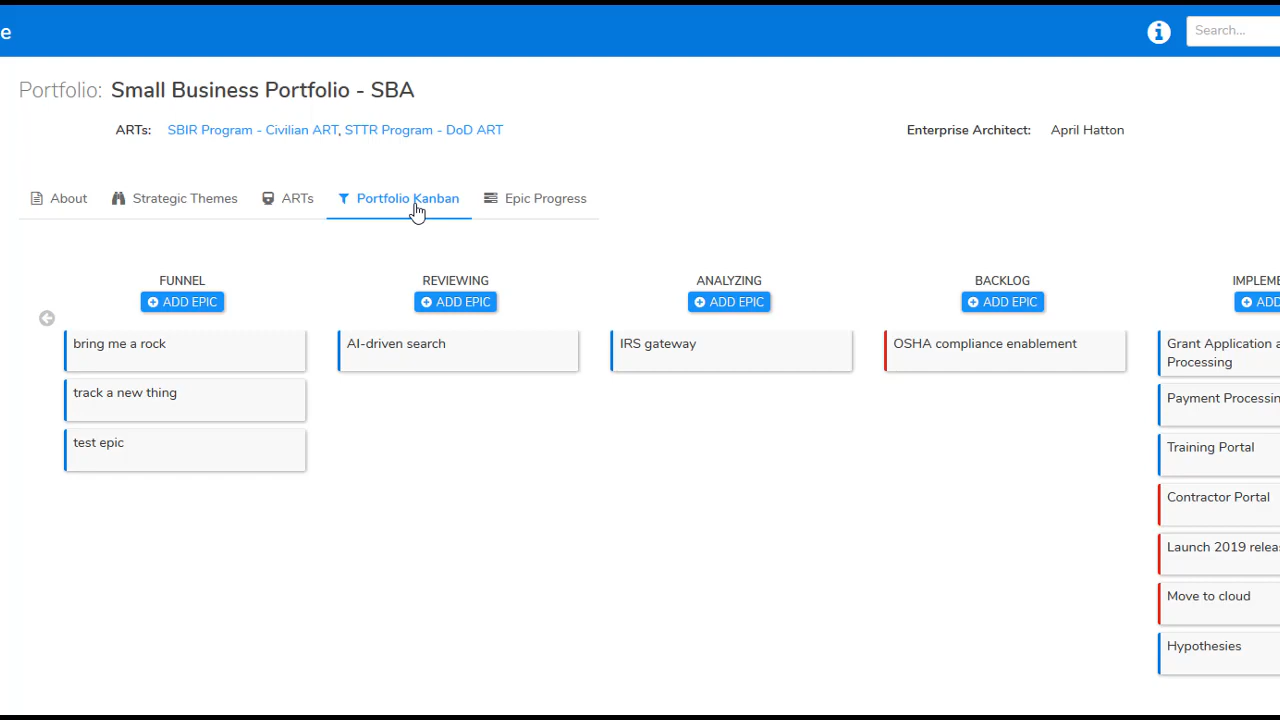 e
Search...
Portfolio: Small Business Portfolio - SBA
ARTs: SBIR Program - Civilian ART, STTR Program - DoD ART
Enterprise Architect: April Hatton
About Strategic Themes ARTs Portfolio Kanban Epic Progress
FUNNEL REVIEWING ANALYZING BACKLOG IMPLEME
ADD EPIC ADD EPIC ADD EPIC ADD EPIC ADD
bring me a rock
track a new thing
test epic
AI-driven search
IRS gateway
OSHA compliance enablement
Grant Application a
Processing
Payment Processin
Training Portal
Contractor Portal
Launch 2019 relea
Move to cloud
Hypothesies